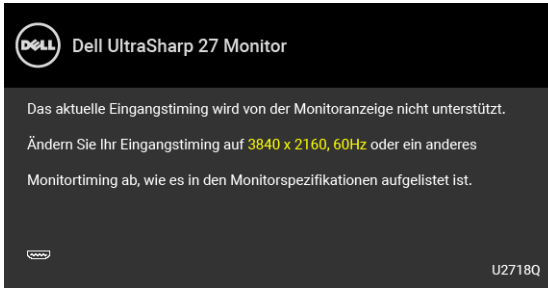 DELL
Dell UltraSharp 27 Monitor
Das aktuelle Eingangstiming wird von der Monitoranzeige nicht unterstützt.
Ändern Sie Ihr Eingangstiming auf 3840 x 2160, 60Hz oder ein anderes
Monitortiming ab, wie es in den Monitorspezifikationen aufgelistet ist.
U2718Q